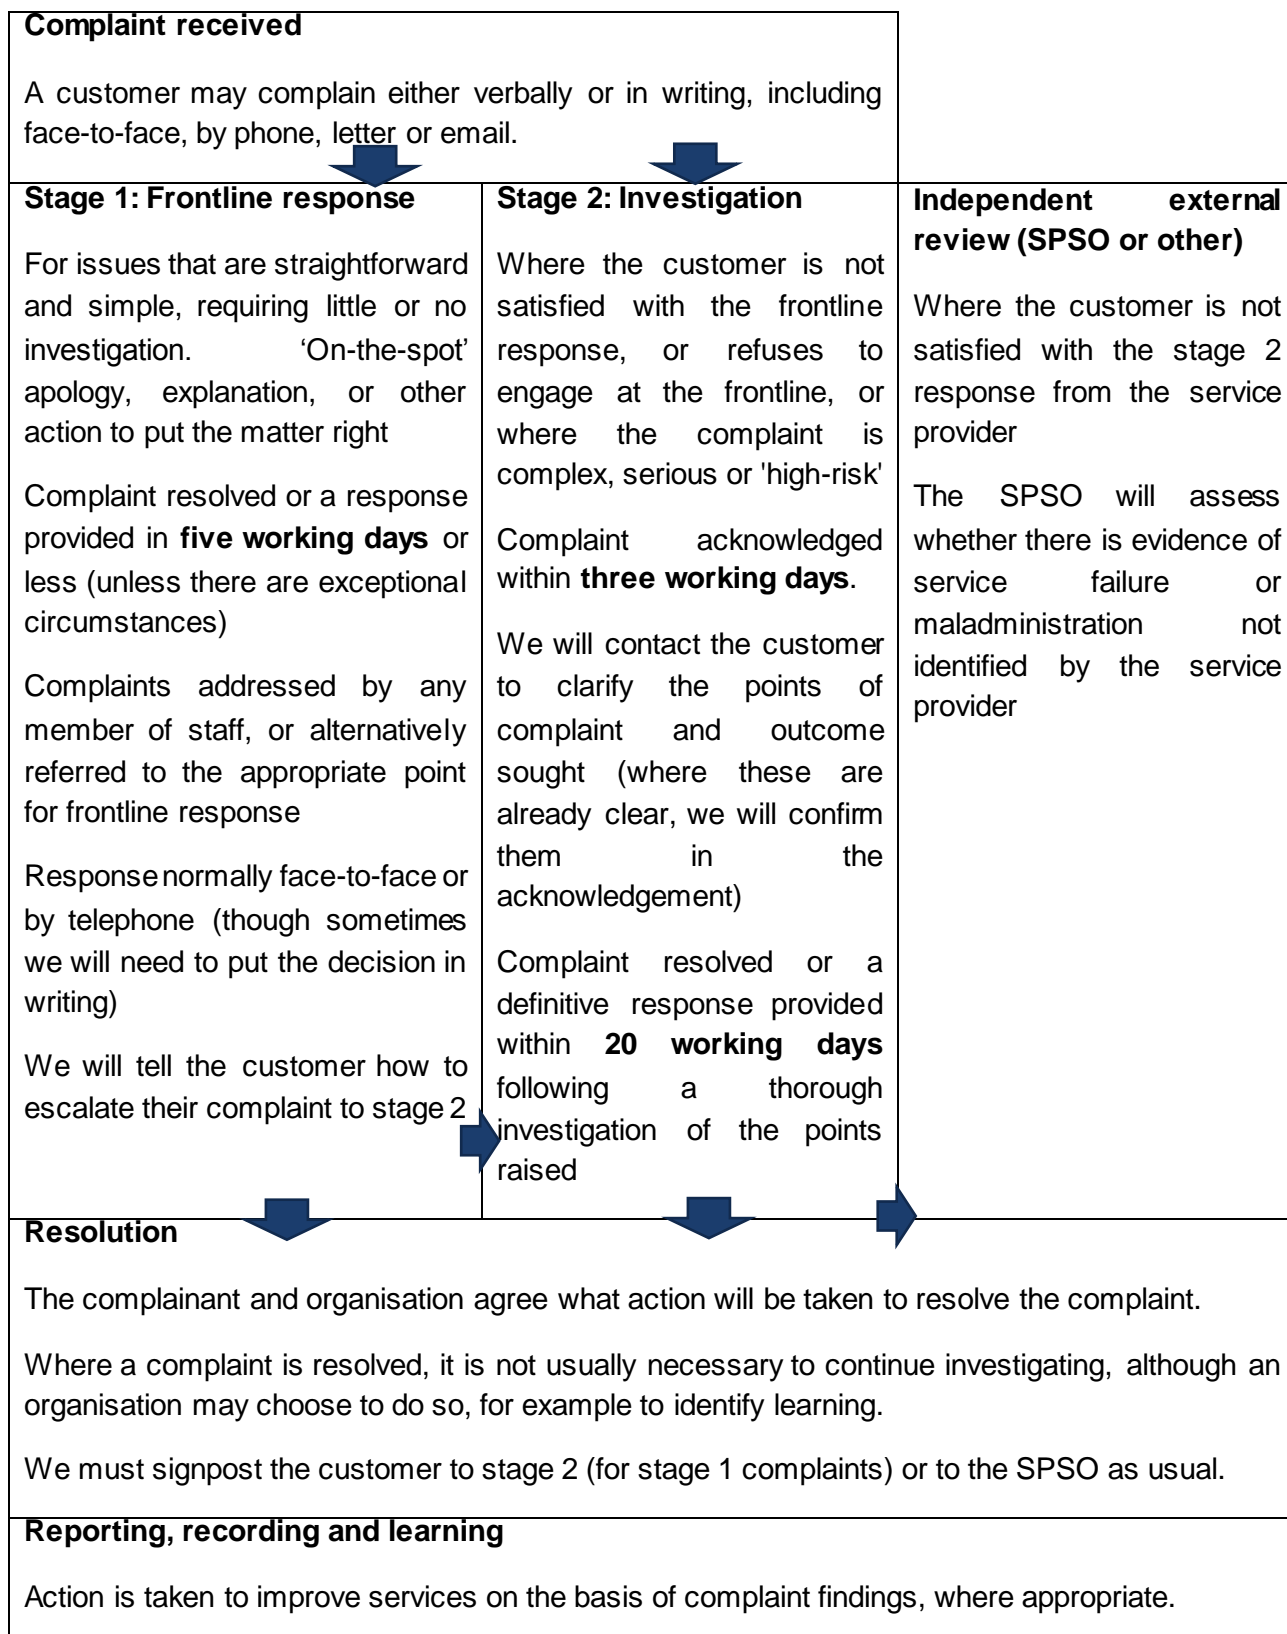 Complaint received
A customer may complain either verbally or in writing, including
face-to-face, by phone, letter or email.
Stage 1: Frontline response
For issues that are straightforward
and simple, requiring little or no
investigation. ‘On-the-spot’
apology, explanation, or other
action to put the matter right
Complaint resolved or a response
provided in five working days or
less (unless there are exceptional
circumstances)
Complaints addressed by any
member of staff, or alternatively
referred to the appropriate point
for frontline response
Response normally face-to-face or
by telephone (though sometimes
we will need to put the decision in
writing)
We will tell the customer how to
escalate their complaint to stage 2
Stage 2: Investigation
Where the customer is not
satisfied with the frontline
response, or refuses to
engage at the frontline, or
where the complaint is
complex, serious or 'high-risk'
Complaint acknowledged
within three working days.
We will contact the customer
to clarify the points of
complaint and outcome
sought (where these are
already clear, we will confirm
them in the
acknowledgement)
Complaint resolved or a
definitive response provided
within 20 working days
following a thorough
investigation of the points
raised
Independent external
review (SPSO or other)
Where the customer is not
satisfied with the stage 2
response from the service
provider
The SPSO will assess
whether there is evidence of
service failure or
maladministration not
identified by the service
provider
Resolution
The complainant and organisation agree what action will be taken to resolve the complaint.
Where a complaint is resolved, it is not usually necessary to continue investigating, although an
organisation may choose to do so, for example to identify learning.
We must signpost the customer to stage 2 (for stage 1 complaints) or to the SPSO as usual.
Reporting, recording and learning
Action is taken to improve services on the basis of complaint findings, where appropriate.